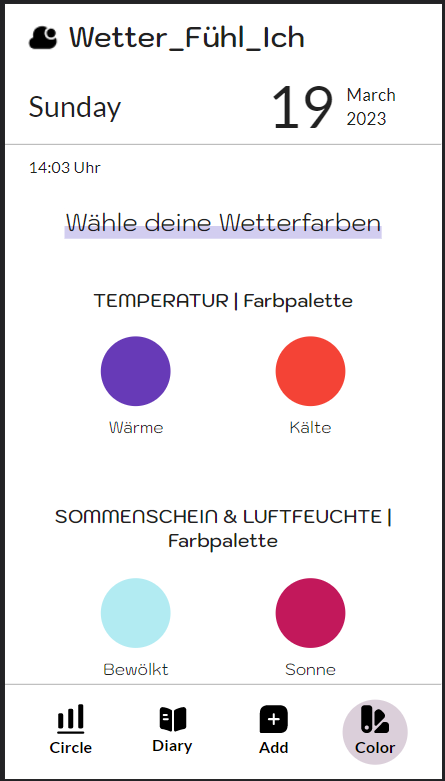 Wetter_Fühl_Ich
Sunday
19
March
2023
14:03 Uhr
Wähle deine Wetterfarben
TEMPERATUR | Farbpalette
Wärme
Kälte
SOMMENSCHEIN & LUFTFEUCHTE |
Farbpalette
Bewölkt
Sonne
Circle
Diary
Add
Color